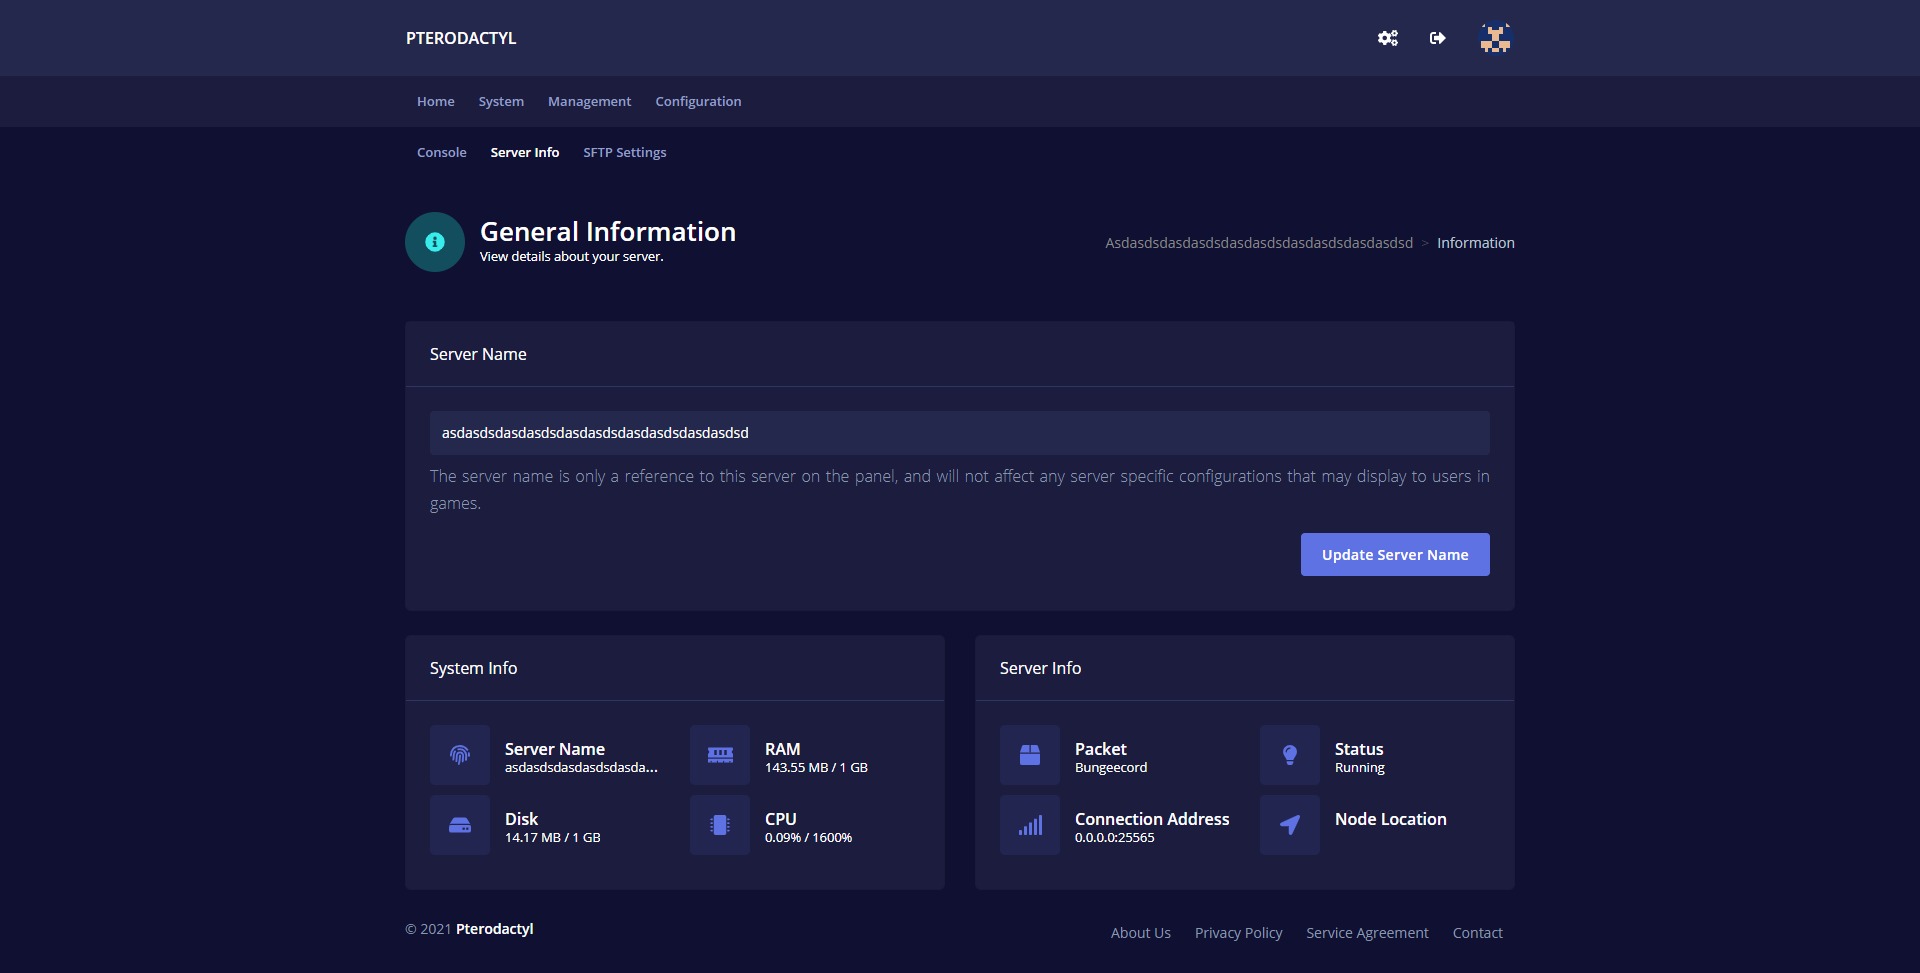 PTERODACTYL
Home System Management Configuration
Console Server Info SFTP Settings
General Information
View details about your server.
Asdasdsdasdasdsdasdasdsdasdasdsdasdasdsd > Information
Server Name
asdasdsdasdasdsdasdasdsdasdasdsdasdasdsd
The server name is only a reference to this server on the panel, and will not affect any server specific configurations that may display to users in
games.
Update Server Name
System Info
Server Name
asdasdsdasdasdsdasda...
RAM
143.55 MB / 1 GB
Disk
14.17 MB / 1 GB
CPU
0.09% / 1600%
Server Info
Packet
Bungeecord
Status
Running
Connection Address
0.0.0.0:25565
Node Location
© 2021 Pterodactyl
About Us Privacy Policy Service Agreement Contact